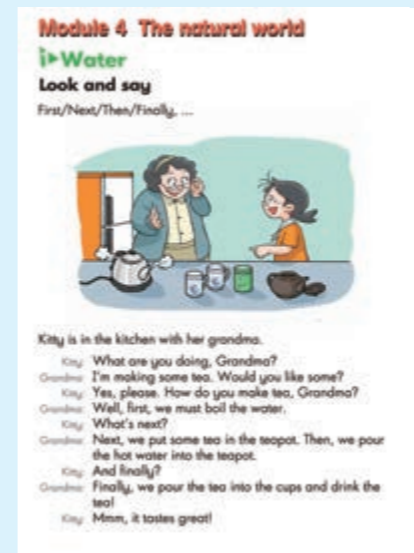 Module 4 The natural world
Water
Look and say
First/Next/Then/Finally, ...
Kitty is in the kitchen with her grandma.
Kitty: What are you doing, Grandma?
Grandma: I'm making some tea. Would you like some?
Kitty: Yes, please. How do you make tea, Grandma?
Grandma: Well, first, we must boil the water.
Kitty: What's next?
Grandma: Next, we put some tea in the teapot. Then, we pour
the hot water into the teapot.
Kitty: And finally?
Grandma: Finally, we pour the tea into the cups and drink the
tea!
Kitty: Mmm, it tastes great!